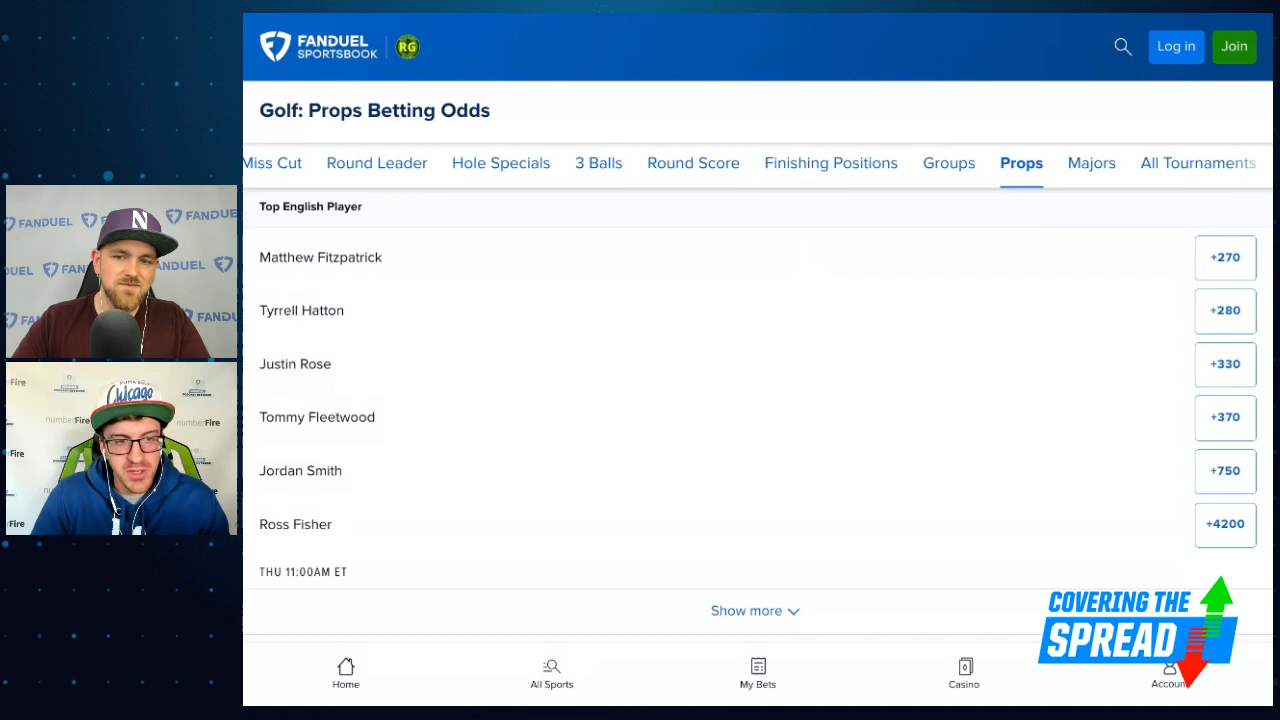 FANDUEL
SPORTSBOOK
RG
Log in
Join
Golf: Props Betting Odds
Miss Cut Round Leader Hole Specials 3 Balls Round Score Finishing Positions Groups Props Majors All Tournaments
Top English Player
Matthew Fitzpatrick +270
Tyrrell Hatton +280
Justin Rose +330
Tommy Fleetwood +370
Jordan Smith +750
Ross Fisher +4200
THU 11:00AM ET
Show more
Home
All Sports
My Bets
Casino
Accoun
COVERING THE
SPREAD
FANDUEL
FANDUEL
N
Chicago
numberFire
numberFire